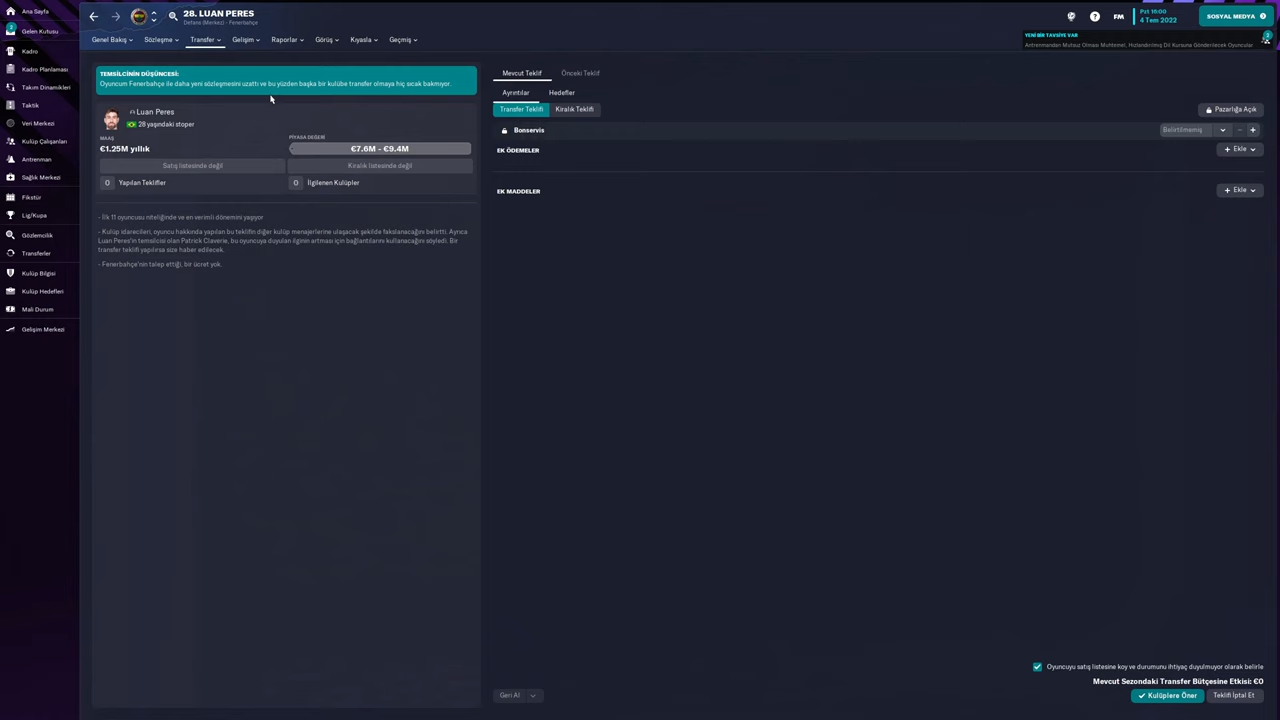 Ana Sayfa
2
Gelen Kutusu
Kadro
Kadro Planlaması
Takım Dinamikleri
Taktik
Veri Merkezi
Kulüp Çalışanları
Antrenman
Sağlık Merkezi
Fikstür
Lig/Kupa
Gözlemcilik
Transferler
Kulüp Bilgisi
Kulüp Hedefleri
Mali Durum
Gelişim Merkezi
28. LUAN PERES
Defans (Merkez) - Fenerbahçe
FM
Pzt 16:00
4 Tem 2022
SOSYAL MEDYA
Genel Bakış
Sözleşme
Transfer
Gelişim
Raporlar
Görüş
Kıyasla
Geçmiş
YENİ BİR TAVSİYE VAR
Antrenmandan Mutsuz Olması Muhtemel, Hızlandırılmış Dil Kursuna Gönderilecek Oyuncular
2
TEMSİLCİNİN DÜŞÜNCESİ:
Oyuncum Fenerbahçe ile daha yeni sözleşmesini uzattı ve bu yüzden başka bir kulübe transfer olmaya hiç sıcak bakmıyor.
Luan Peres
28 yaşındaki stoper
MAAŞ
€1.25M yıllık
PİYASA DEĞERİ
€7.6M - €9.4M
Satış listesinde değil
Kiralık listesinde değil
0 Yapılan Teklifler
0 İlgilenen Kulüpler
- İlk 11 oyuncusu niteliğinde ve en verimli dönemini yaşıyor
- Kulüp idarecileri, oyuncu hakkında yapılan bu teklifin diğer kulüp menajerlerine ulaşacak şekilde fakslanacağını belirtti. Ayrıca
Luan Peres'in temsilcisi olan Patrick Claverie, bu oyuncuya duyulan ilginin artması için bağlantılarını kullanacağını söyledi. Bir
transfer teklifi yapılırsa size haber edilecek.
- Fenerbahçe'nin talep ettiği, bir ücret yok.
Mevcut Teklif
Önceki Teklif
Ayrıntılar
Hedefler
Transfer Teklifi
Kiralık Teklifi
Pazarlığa Açık
Bonservis
Belirtilmemiş
EK ÖDEMELER
+ Ekle
EK MADDELER
+ Ekle
Oyuncuyu satış listesine koy ve durumunu ihtiyaç duyulmuyor olarak belirle
Mevcut Sezondaki Transfer Bütçesine Etkisi: €0
Geri Al
Kulüplere Öner
Teklifi İptal Et